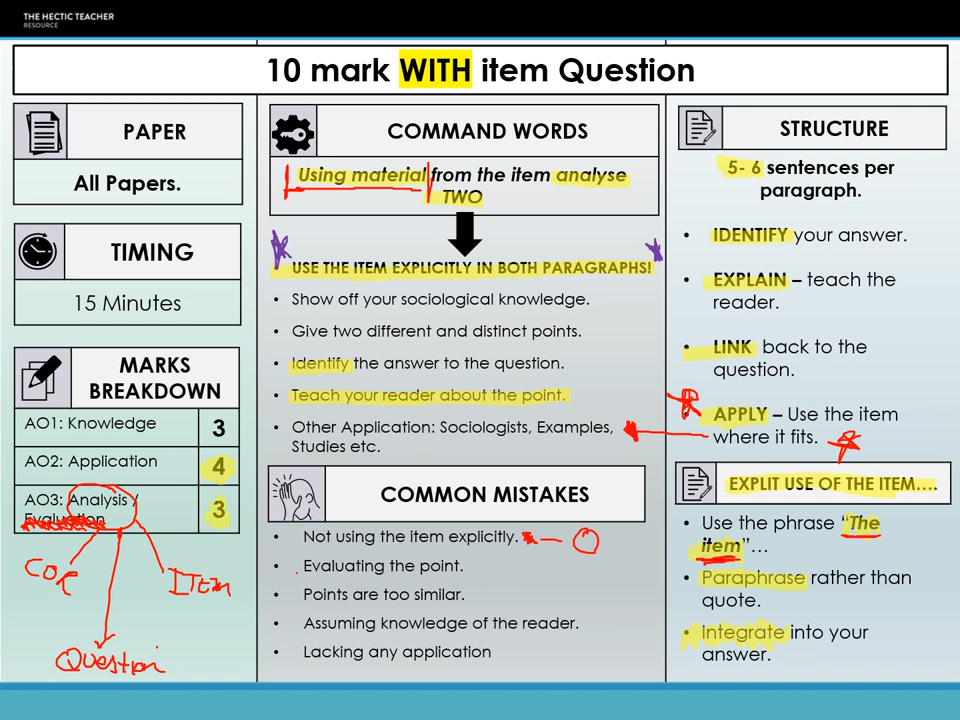 THE HECTIC TEACHER
RESOURCE
10 mark WITH item Question
PAPER
All Papers.
TIMING
15 Minutes
MARKS
BREAKDOWN
AO1: Knowledge 3
AO2: Application 4
AO3: Analysis / 3
Evaluation
Item
Question
COMMAND WORDS
Using material from the item analyse
TWO
• USE THE ITEM EXPLICITLY IN BOTH PARAGRAPHS!
• Show off your sociological knowledge.
• Give two different and distinct points.
• Identify the answer to the question.
• Teach your reader about the point.
• Other Application: Sociologists, Examples,
Studies etc.
COMMON MISTAKES
• Not using the item explicitly.
• Evaluating the point.
• Points are too similar.
• Assuming knowledge of the reader.
• Lacking any application
STRUCTURE
5- 6 sentences per
paragraph.
• IDENTIFY your answer.
• EXPLAIN – teach the
reader.
• LINK back to the
question.
• APPLY – Use the item
where it fits.
EXPLIT USE OF THE ITEM….
• Use the phrase “The
item”…
• Paraphrase rather than
quote.
• Integrate into your
answer.